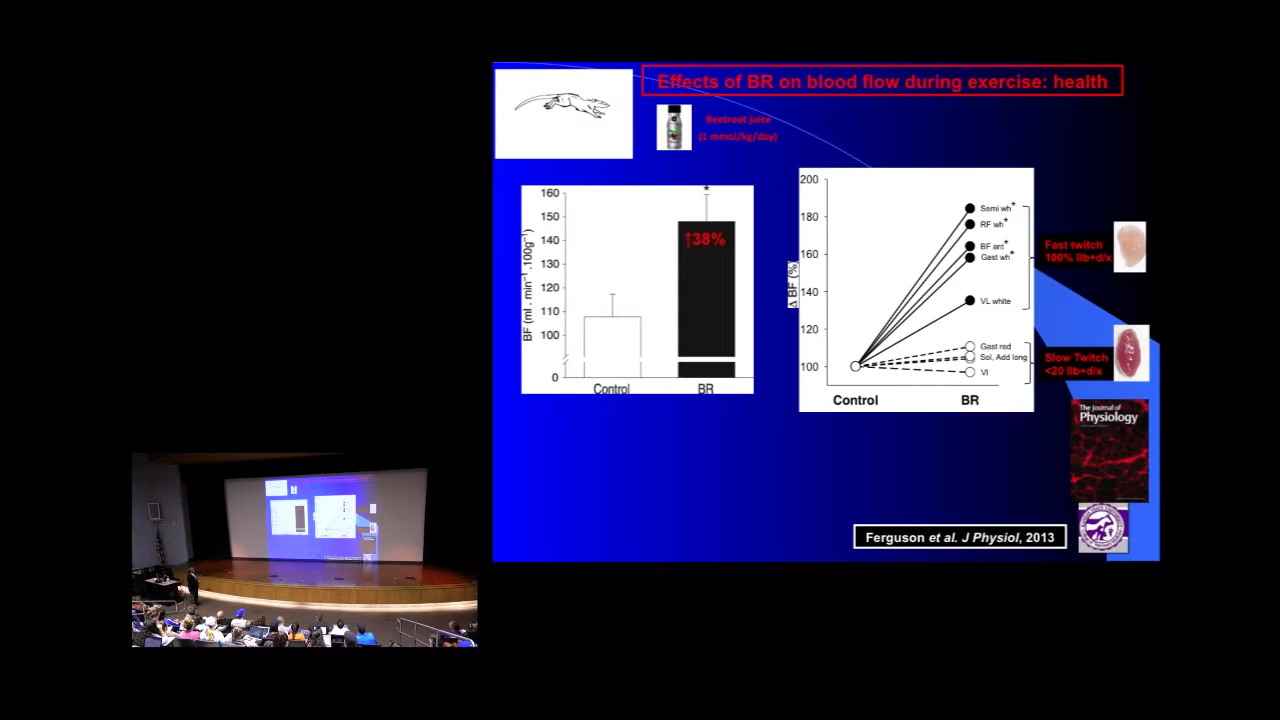 Effects of BR on blood flow during exercise: health
Beetroot juice
(1 mmol/kg/day)
BF (ml . min⁻¹ .100g⁻¹)
160
150
140
130
120
110
100
0
*
↑38%
Control
BR
Δ BF (%)
200
180
160
140
120
100
Semi wh*
RF wh*
BF ant*
Gast wh*
VL white
Gast red
Sol, Add long
VI
Control
BR
Fast twitch
100% IIb+d/x
Slow Twitch
<20 IIb+d/x
The Journal of
Physiology
Ferguson et al. J Physiol, 2013